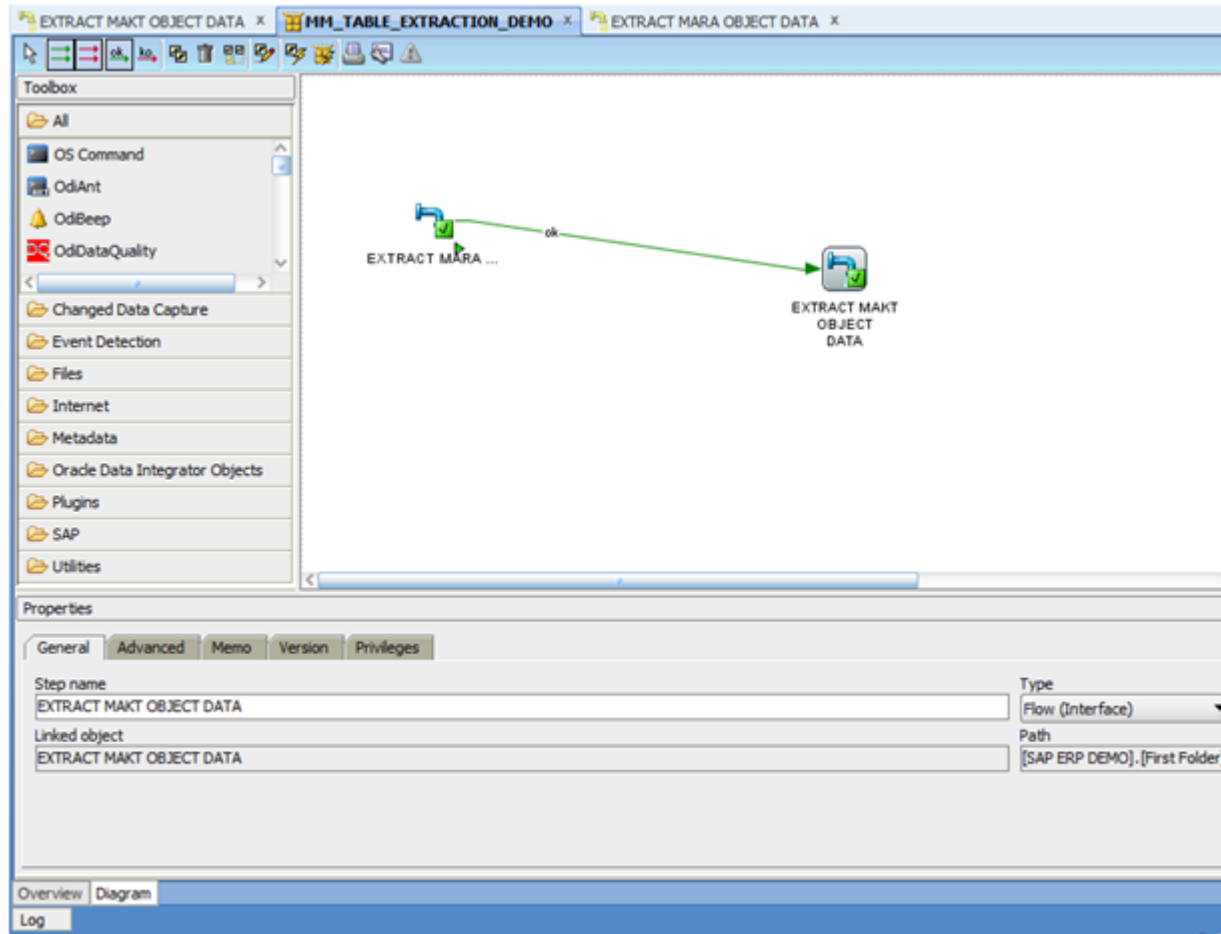 EXTRACT MAKT OBJECT DATA x MM_TABLE_EXTRACTION_DEMO x EXTRACT MARA OBJECT DATA x
ok ko
Toolbox
All
OS Command
OdiAnt
OdiBeep
DQ OdiDataQuality
Changed Data Capture
Event Detection
Files
Internet
Metadata
Oracle Data Integrator Objects
Plugins
SAP
Utilities
ok
EXTRACT MARA ...
EXTRACT MAKT
OBJECT
DATA
Properties
General Advanced Memo Version Privileges
Step name Type
EXTRACT MAKT OBJECT DATA Flow (Interface)
Linked object Path
EXTRACT MAKT OBJECT DATA [SAP ERP DEMO].[First Folder]
Overview Diagram
Log